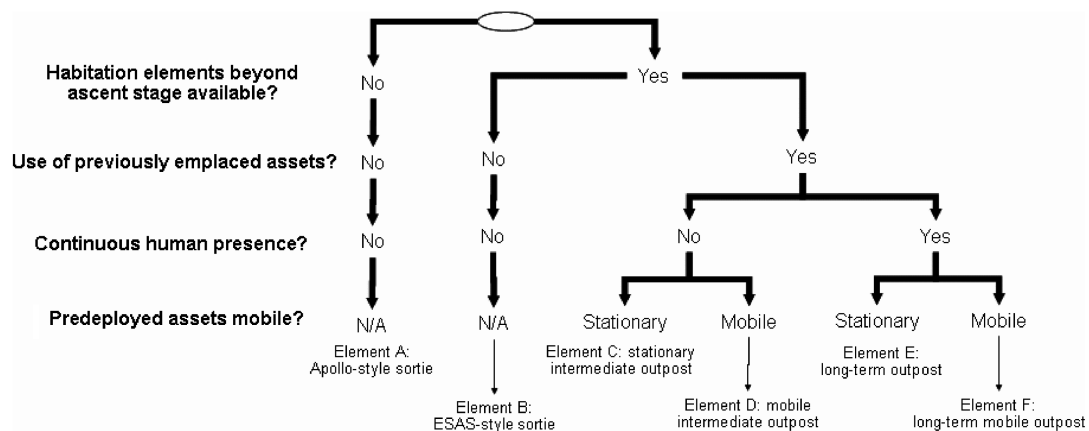 Habitation elements beyond
ascent stage available?
No
Yes
Use of previously emplaced assets?
No
No
Yes
Continuous human presence?
No
No
No
Yes
Predeployed assets mobile?
N/A
N/A
Stationary
Mobile
Stationary
Mobile
Element A:
Apollo-style sortie
Element C: stationary
intermediate outpost
Element E:
long-term outpost
Element B:
ESAS-style sortie
Element D: mobile
intermediate outpost
Element F:
long-term mobile outpost